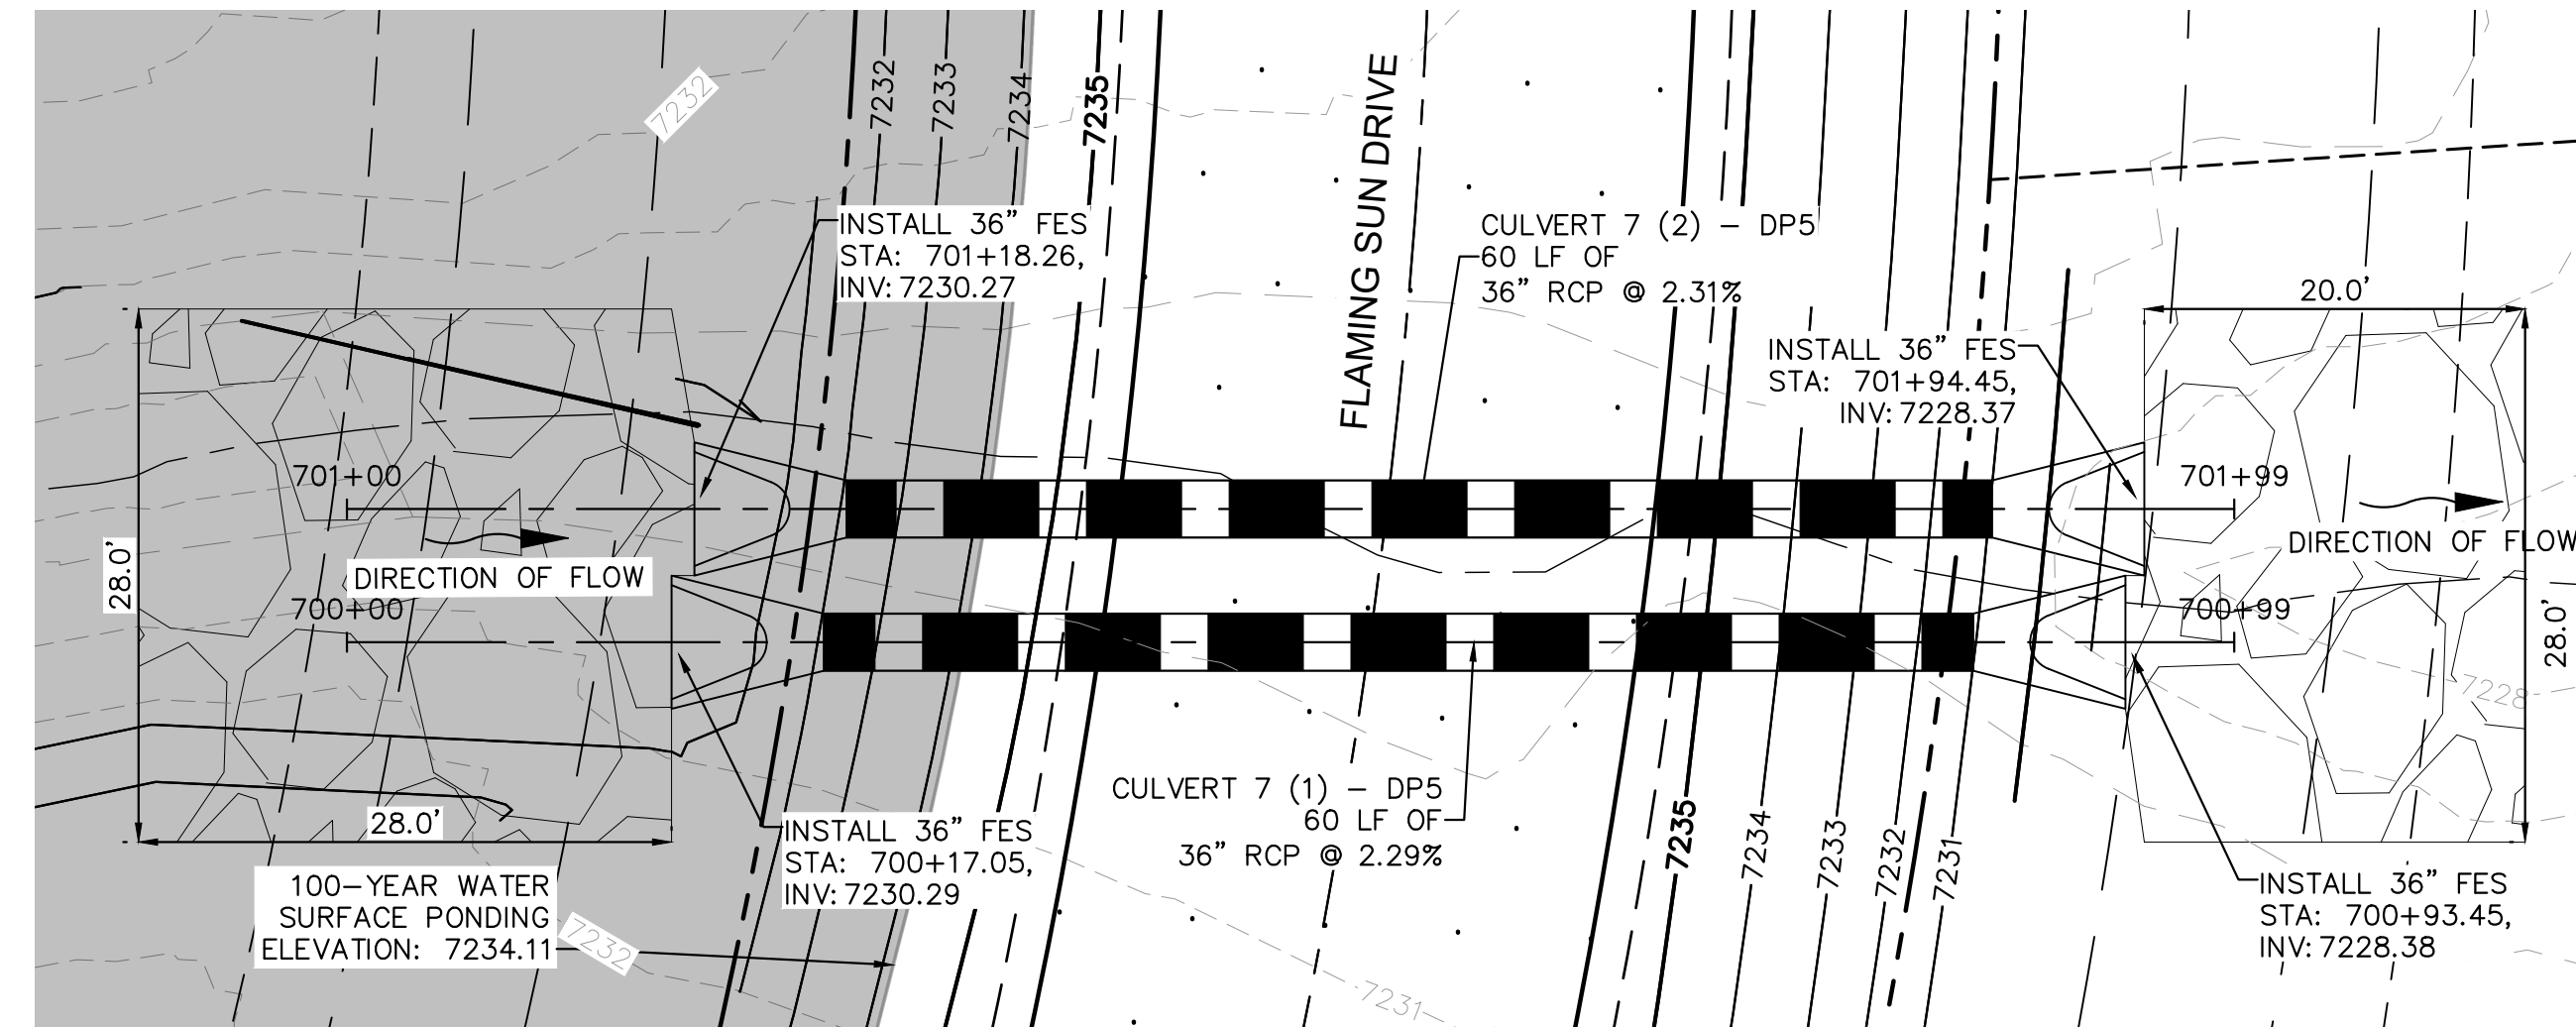 7232
7232
7233
7234
7235
FLAMING SUN DRIVE
INSTALL 36” FES
STA: 701+18.26,
INV: 7230.27
CULVERT 7 (2) – DP5
60 LF OF
36” RCP @ 2.31%
20.0'
INSTALL 36” FES
STA: 701+94.45,
INV: 7228.37
701+00
701+99
DIRECTION OF FLOW
DIRECTION OF FLOW
28.0'
700+00
700+99
28.0'
7228
CULVERT 7 (1) – DP5
60 LF OF
36” RCP @ 2.29%
28.0'
INSTALL 36” FES
STA: 700+17.05,
INV: 7230.29
7235
7234
7233
7232
7231
100–YEAR WATER
SURFACE PONDING
ELEVATION: 7234.11
7232
INSTALL 36” FES
STA: 700+93.45,
INV: 7228.38
7231